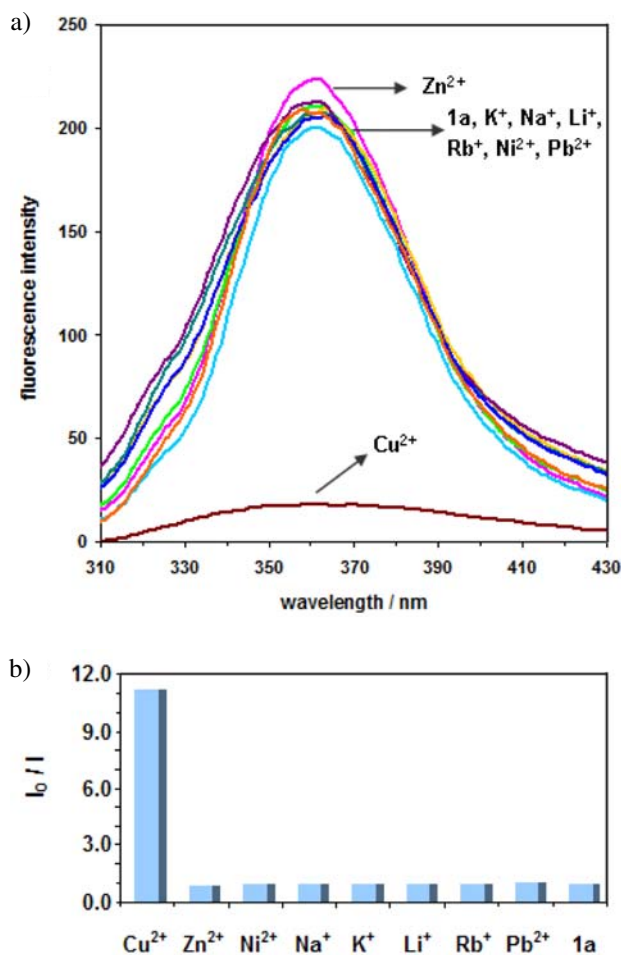 a)
250
200
150
100
50
0
fluorescence intensity
Zn²⁺
1a, K⁺, Na⁺, Li⁺,
Rb⁺, Ni²⁺, Pb²⁺
Cu²⁺
310 330 350 370 390 410 430
wavelength / nm
b)
12.0
9.0
6.0
3.0
0.0
I₀ / I
Cu²⁺ Zn²⁺ Ni²⁺ Na⁺ K⁺ Li⁺ Rb⁺ Pb²⁺ 1a